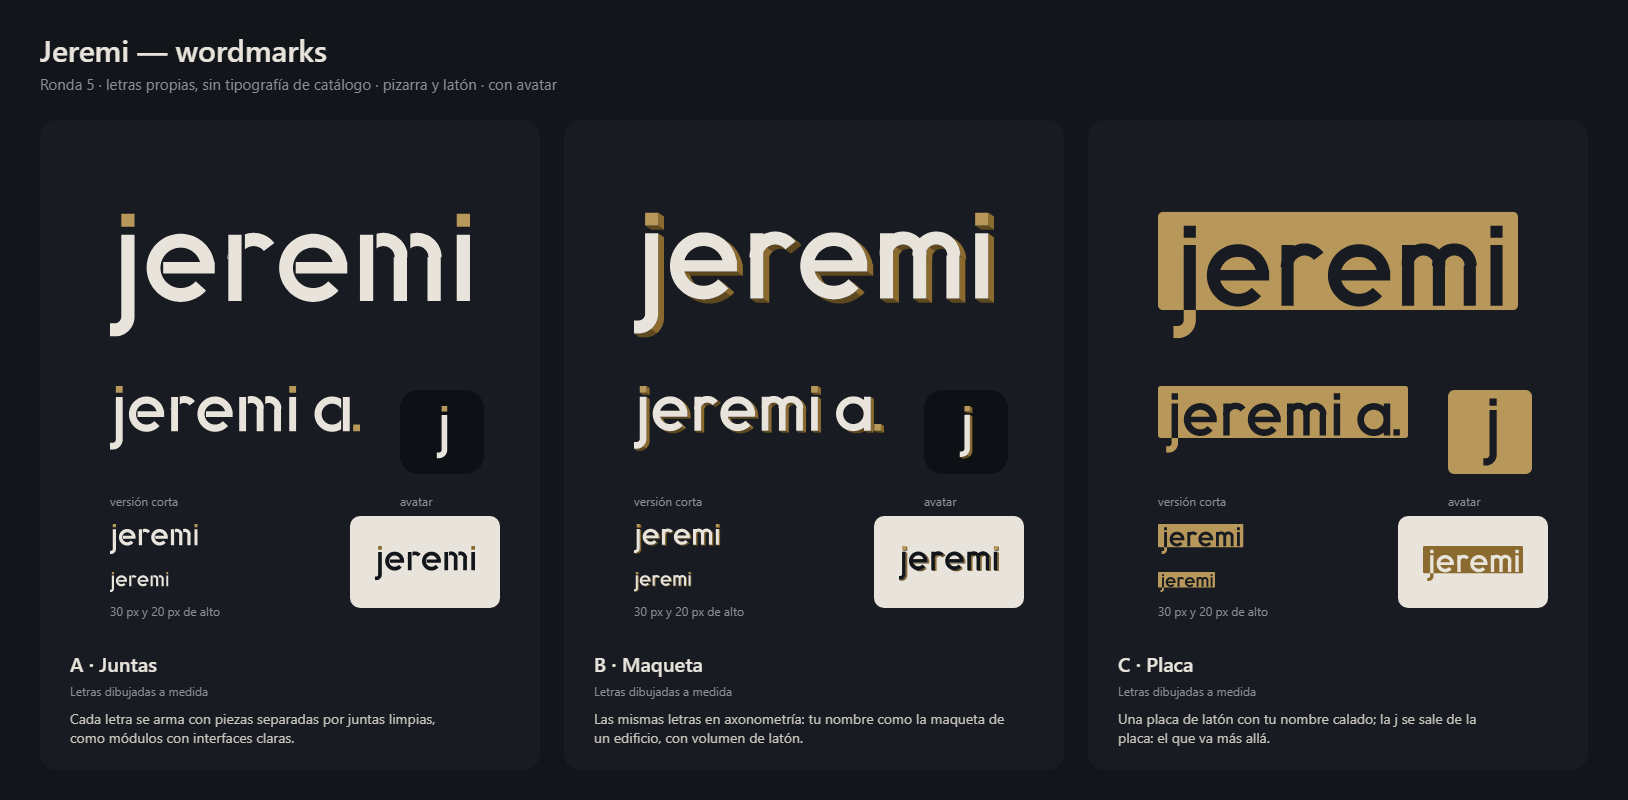 Jeremi — wordmarks
Ronda 5 · letras propias, sin tipografía de catálogo · pizarra y latón · con avatar
jeremi
jeremi a.
j
versión corta
avatar
jeremi
jeremi
jeremi
30 px y 20 px de alto
A · Juntas
Letras dibujadas a medida
Cada letra se arma con piezas separadas por juntas limpias,
como módulos con interfaces claras.
jeremi
jeremi a.
j
versión corta
avatar
jeremi
jeremi
jeremi
30 px y 20 px de alto
B · Maqueta
Letras dibujadas a medida
Las mismas letras en axonometría: tu nombre como la maqueta de
un edificio, con volumen de latón.
jeremi
jeremi a.
j
versión corta
avatar
jeremi
jeremi
jeremi
30 px y 20 px de alto
C · Placa
Letras dibujadas a medida
Una placa de latón con tu nombre calado; la j se sale de la
placa: el que va más allá.